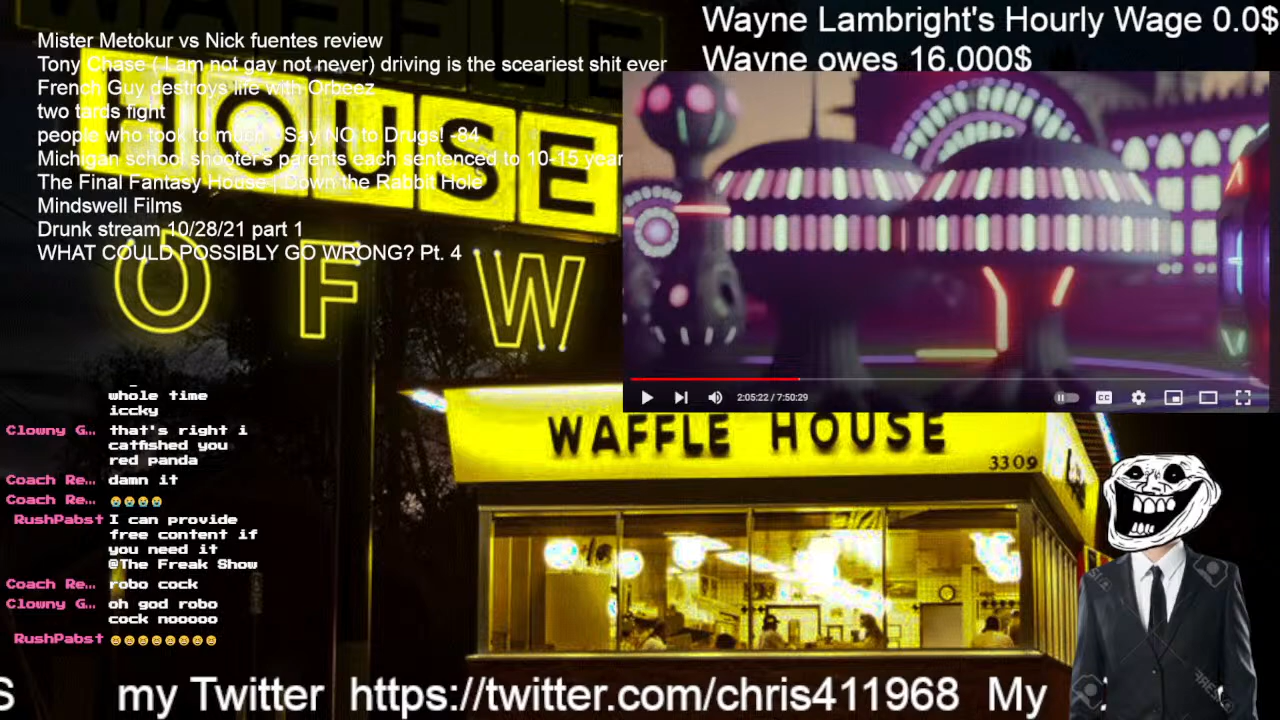 Wayne Lambright's Hourly Wage 0.0$
Wayne owes 16.000$
Mister Metokur vs Nick fuentes review
Tony Chase ( I am not gay not never) driving is the sceariest shit ever
French Guy destroys life with Orbeez
two tards fight
people who took to much - Say NO to Drugs! -84
Michigan school shooter's parents each sentenced to 10-15 year
The Final Fantasy House | Down the Rabbit Hole
Mindswell Films
Drunk stream 10/28/21 part 1
WHAT COULD POSSIBLY GO WRONG? Pt. 4
WAFFLE
HOUSE
O F W
2:05:22 / 7:50:29
CC
WAFFLE HOUSE
3309
whole time
iccky
Clowny G... that's right i
catfished you
red panda
Coach Re... damn it
Coach Re... 😭😭😭😭
RushPabst I can provide
free content if
you need it
@The Freak Show
Coach Re... robo cock
Clowny G... oh god robo
cock nooooo
RushPabst
S my Twitter https://twitter.com/chris411968 My